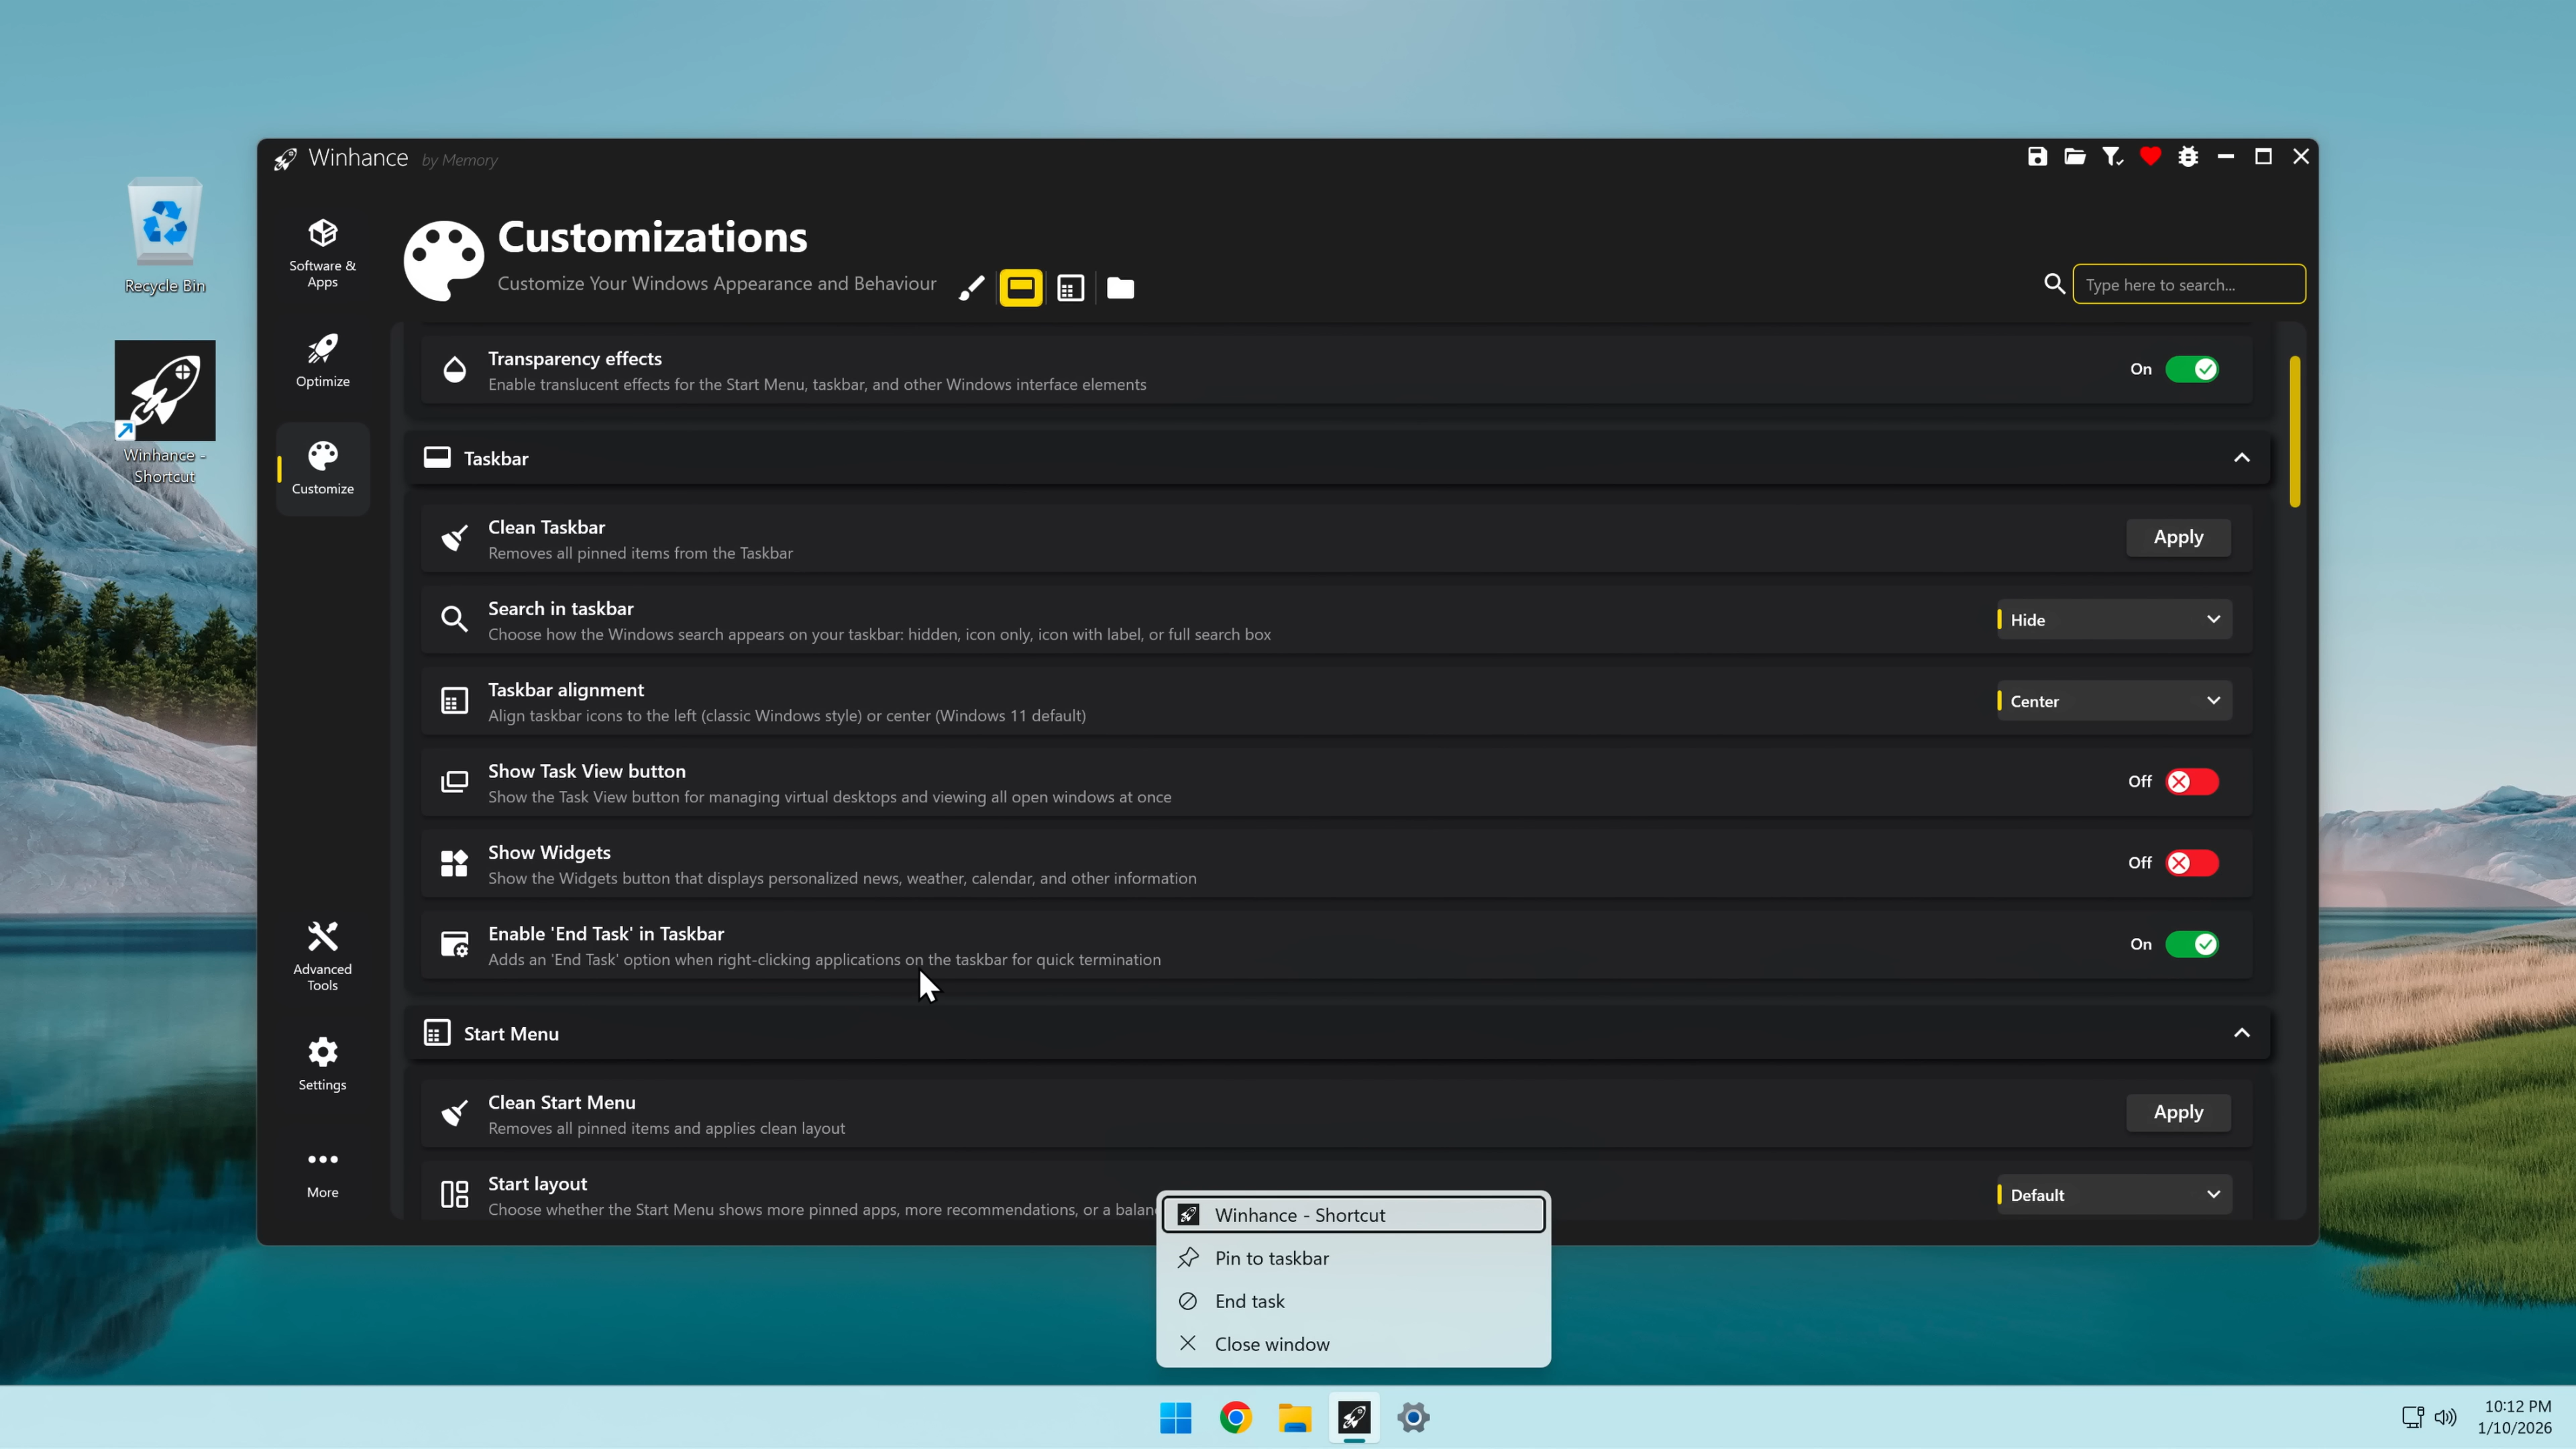 Winhance by Memory
Recycle Bin
Winhance -
Shortcut
Software &
Apps
Optimize
Customize
Advanced
Tools
Settings
More
Customizations
Customize Your Windows Appearance and Behaviour
Type here to search...
Transparency effects
Enable translucent effects for the Start Menu, taskbar, and other Windows interface elements
On
Taskbar
Clean Taskbar
Removes all pinned items from the Taskbar
Apply
Search in taskbar
Choose how the Windows search appears on your taskbar: hidden, icon only, icon with label, or full search box
Hide
Taskbar alignment
Align taskbar icons to the left (classic Windows style) or center (Windows 11 default)
Center
Show Task View button
Show the Task View button for managing virtual desktops and viewing all open windows at once
Off
Show Widgets
Show the Widgets button that displays personalized news, weather, calendar, and other information
Off
Enable 'End Task' in Taskbar
Adds an 'End Task' option when right-clicking applications on the taskbar for quick termination
On
Start Menu
Clean Start Menu
Removes all pinned items and applies clean layout
Apply
Start layout
Choose whether the Start Menu shows more pinned apps, more recommendations, or a balan
Default
Winhance - Shortcut
Pin to taskbar
End task
Close window
10:12 PM
1/10/2026